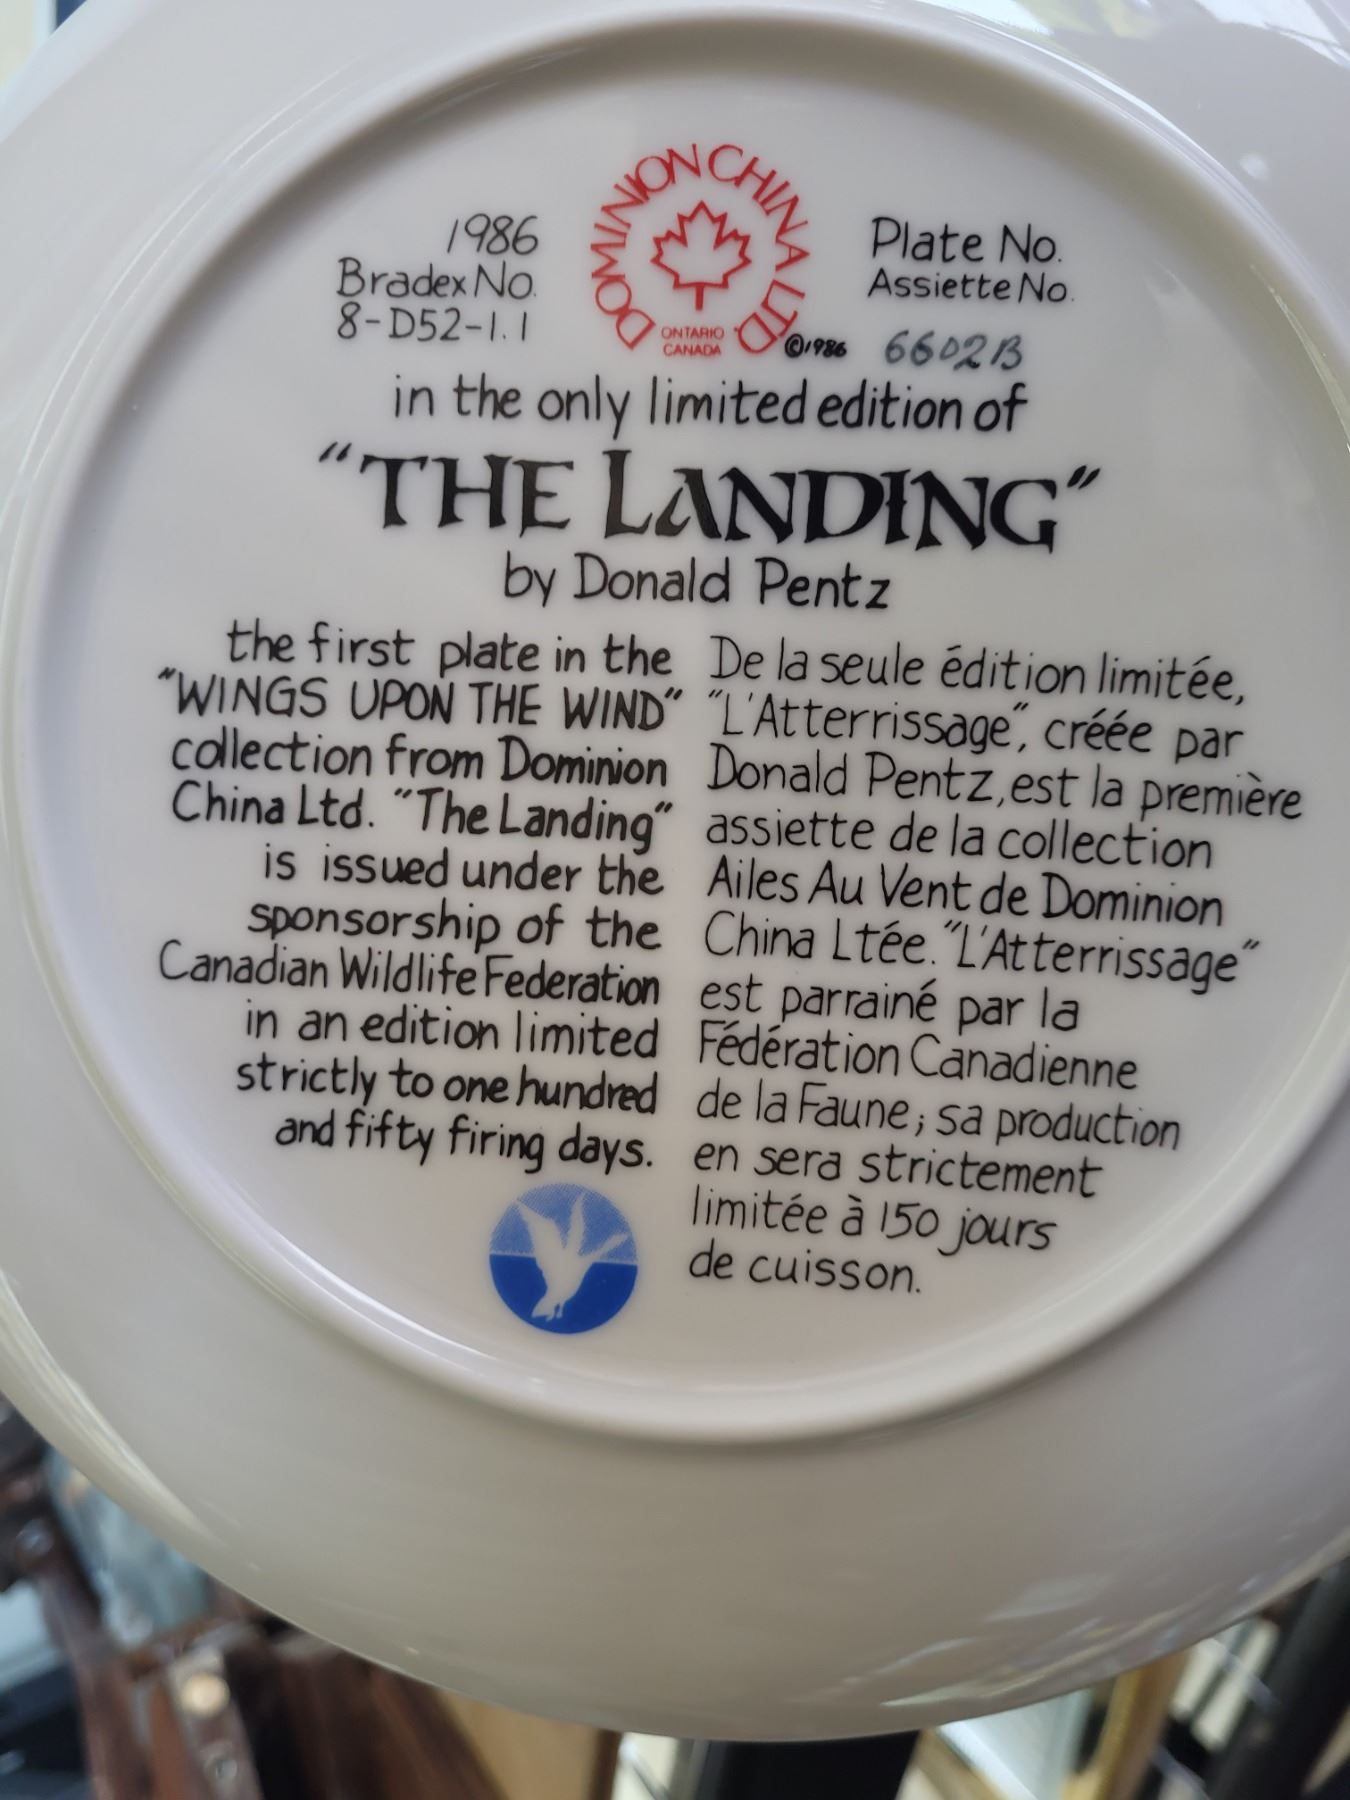 1986
Bradex No.
8-D52-1.1
DOMINION CHINA LTD.
ONTARIO
CANADA
©1986
Plate No.
Assiette No.
6602B
in the only limited edition of
"THE LANDING"
by Donald Pentz
the first plate in the
"WINGS UPON THE WIND"
collection from Dominion
China Ltd. "The Landing"
is issued under the
sponsorship of the
Canadian Wildlife Federation
in an edition limited
strictly to one hundred
and fifty firing days.
De la seule édition limitée,
"L'Atterrissage", créée par
Donald Pentz, est la première
assiette de la collection
Ailes Au Vent de Dominion
China Ltée. "L'Atterrissage"
est parrainé par la
Fédération Canadienne
de la Faune; sa production
en sera strictement
limitée à 150 jours
de cuisson.